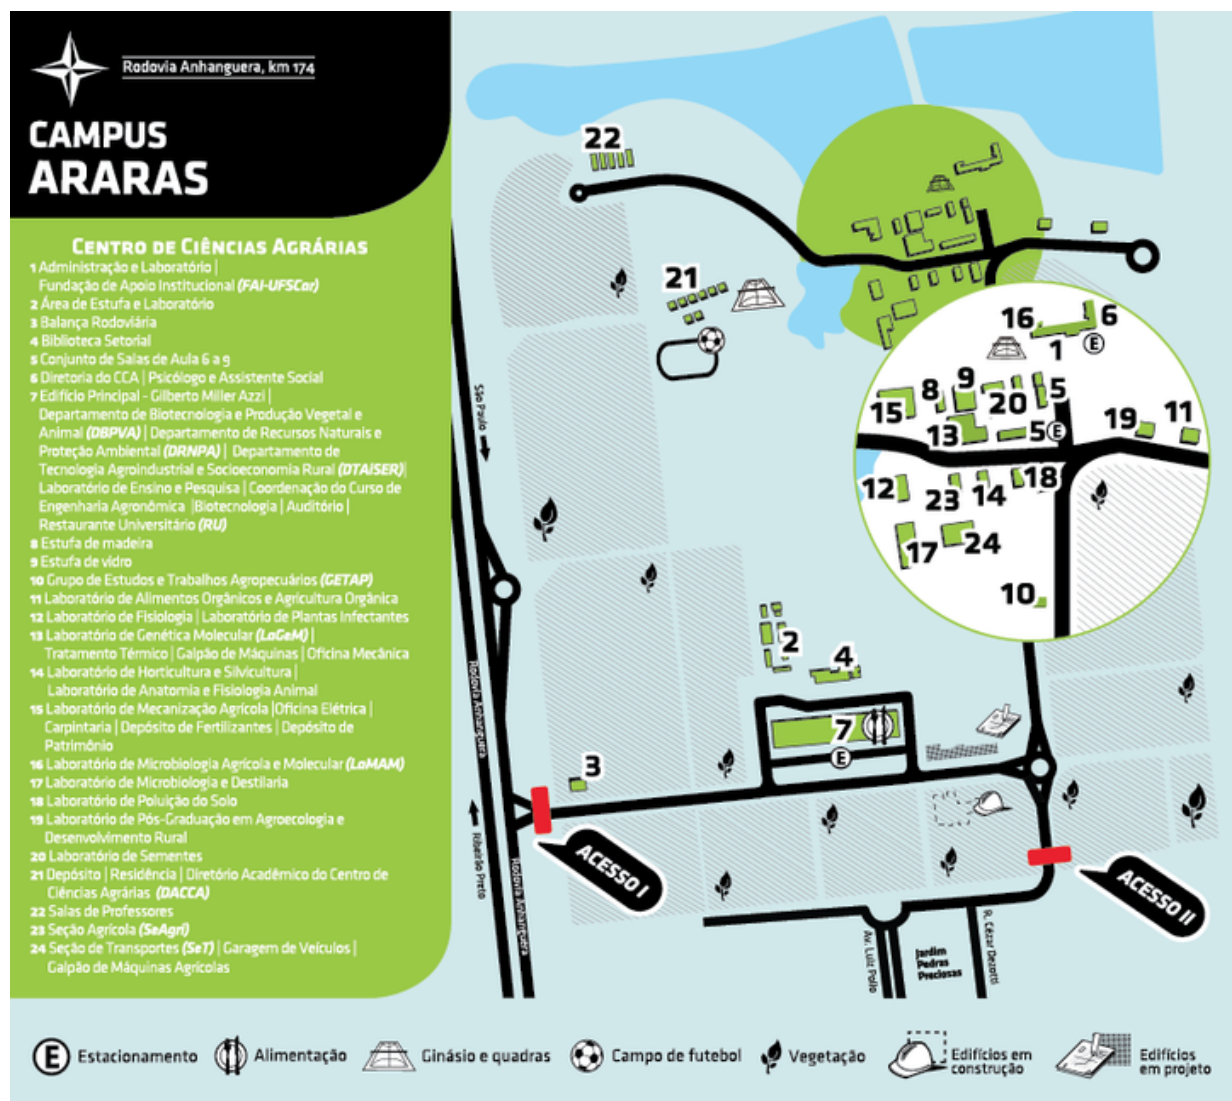 Rodovia Anhanguera, km 174
CAMPUS
ARARAS
CENTRO DE CIÊNCIAS AGRÁRIAS
1 Administração e Laboratório |
Fundação de Apoio Institucional (FAI-UFSCar)
2 Área de Estufa e Laboratório
3 Balança Rodoviária
4 Biblioteca Setorial
5 Conjunto de Salas de Aula 6 a 9
6 Diretoria do CCA | Psicólogo e Assistente Social
7 Edifício Principal - Gilberto Miller Azzi |
Departamento de Biotecnologia e Produção Vegetal e
Animal (DBPVA) | Departamento de Recursos Naturais e
Proteção Ambiental (DRNPA) | Departamento de
Tecnologia Agroindustrial e Socioeconomia Rural (DTAiSER)|
Laboratório de Ensino e Pesquisa | Coordenação do Curso de
Engenharia Agronômica |Biotecnologia | Auditório |
Restaurante Universitário (RU)
8 Estufa de madeira
9 Estufa de vidro
10 Grupo de Estudos e Trabalhos Agropecuários (GETAP)
11 Laboratório de Alimentos Orgânicos e Agricultura Orgânica
12 Laboratório de Fisiologia | Laboratório de Plantas Infectantes
13 Laboratório de Genética Molecular (LaGeM) |
Tratamento Térmico | Galpão de Máquinas | Oficina Mecânica
14 Laboratório de Horticultura e Silvicultura |
Laboratório de Anatomia e Fisiologia Animal
15 Laboratório de Mecanização Agrícola |Oficina Elétrica |
Carpintaria | Depósito de Fertilizantes | Depósito de
Patrimônio
16 Laboratório de Microbiologia Agrícola e Molecular (LaMAM)
17 Laboratório de Microbiologia e Destilaria
18 Laboratório de Poluição do Solo
19 Laboratório de Pós-Graduação em Agroecologia e
Desenvolvimento Rural
20 Laboratório de Sementes
21 Depósito | Residência | Diretório Acadêmico do Centro de
Ciências Agrárias (DACCA)
22 Salas de Professores
23 Seção Agrícola (SeAgri)
24 Seção de Transportes (SeT) | Garagem de Veículos |
Galpão de Máquinas Agrícolas
22
21
16
6
1
E
8
9
20
5
15
13
5
E
19
11
12
23
14
18
17
24
10
São Paulo
Rodovia Anhanguera
2
4
7
E
3
Ribeirão Preto
Rodovia Anhanguera
ACESSO I
ACESSO II
Av. Luiz Pollo
Jardim
Pedras
Preciosas
R. Cézar Dezotti
E Estacionamento
Alimentação
Ginásio e quadras
Campo de futebol
Vegetação
Edifícios em
construção
Edifícios
em projeto